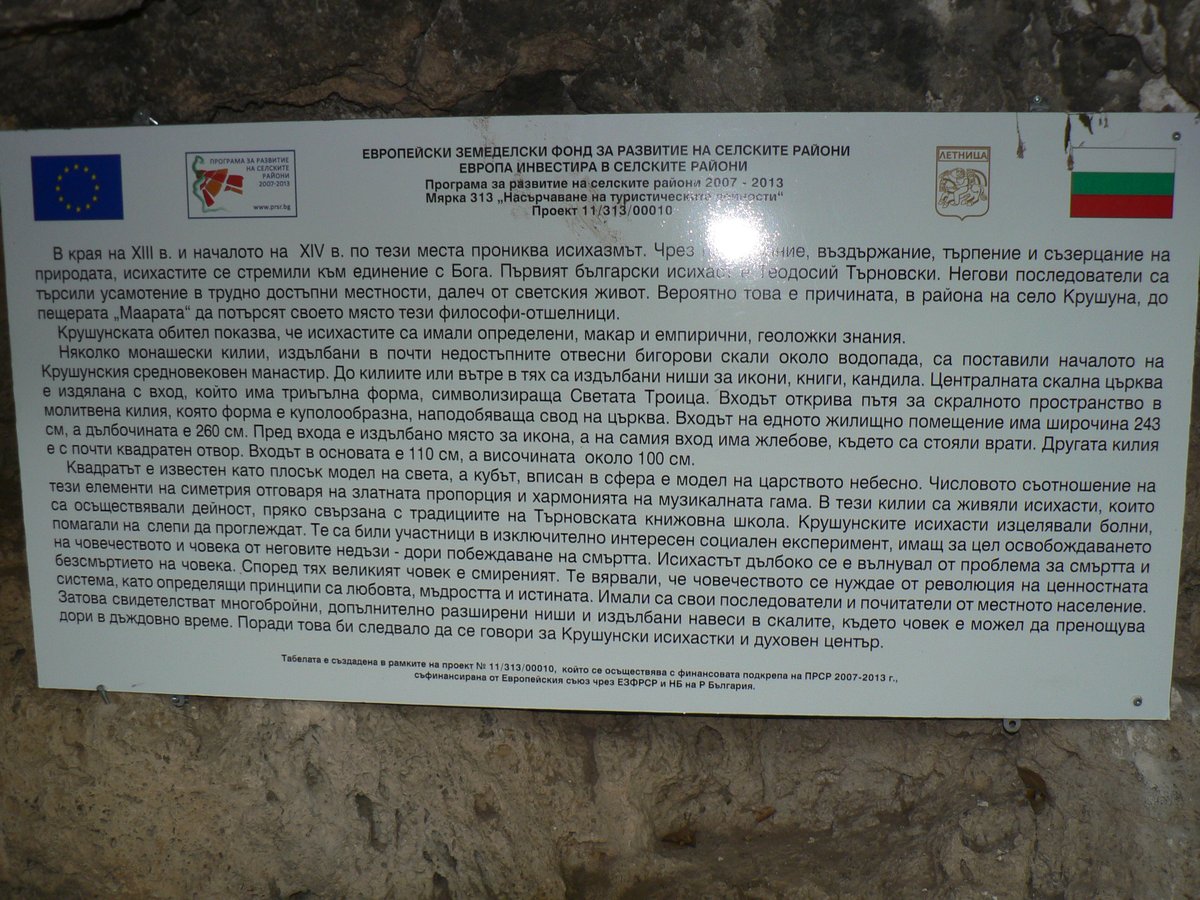 ПРОГРАМА ЗА РАЗВИТИЕ
НА СЕЛСКИТЕ
РАЙОНИ
2007-2013
www.prsr.bg
ЕВРОПЕЙСКИ ЗЕМЕДЕЛСКИ ФОНД ЗА РАЗВИТИЕ НА СЕЛСКИТЕ РАЙОНИ
ЕВРОПА ИНВЕСТИРА В СЕЛСКИТЕ РАЙОНИ
Програма за развитие на селските райони 2007 - 2013
Мярка 313 „Насърчаване на туристическите дейности“
Проект 11/313/00010
ЛЕТНИЦА
В края на XIII в. и началото на XIV в. по тези места прониква исихазмът. Чрез въздържание, търпение и съзерцание на
природата, исихастите се стремили към единение с Бога. Първият български исихаст е Теодосий Търновски. Негови последователи са
търсили усамотение в трудно достъпни местности, далеч от светския живот. Вероятно това е причината, в района на село Крушуна, до
пещерата „Маарата“ да потърсят своето място тези философи-отшелници.
Крушунската обител показва, че исихастите са имали определени, макар и емпирични, геоложки знания.
Няколко монашески килии, издълбани в почти недостъпните отвесни бигорови скали около водопада, са поставили началото на
Крушунския средновековен манастир. До килиите или вътре в тях са издълбани ниши за икони, книги, кандила. Централната скална църква
е издялана с вход, който има триъгълна форма, символизираща Светата Троица. Входът открива пътя за скралното пространство в
молитвена килия, която форма е куполообразна, наподобяваща свод на църква. Входът на едното жилищно помещение има широчина 243
см, а дълбочината е 260 см. Пред входа е издълбано място за икона, а на самия вход има жлебове, където са стояли врати. Другата килия
е с почти квадратен отвор. Входът в основата е 110 см, а височината около 100 см.
Квадратът е известен като плосък модел на света, а кубът, вписан в сфера е модел на царството небесно. Числовото съотношение на
тези елементи на симетрия отговаря на златната пропорция и хармонията на музикалната гама. В тези килии са живяли исихасти, които
са осъществявали дейност, пряко свързана с традициите на Търновската книжовна школа. Крушунските исихасти изцелявали болни,
помагали на слепи да прогледжат. Те са били участници в изключително интересен социален експеримент, имащ за цел освобождаването
на човечеството и човека от неговите недъзи - дори побеждаване на смъртта. Исихастът дълбоко се е вълнувал от проблема за смъртта и
безсмъртието на човека. Според тях великият човек е смиреният. Те вярвали, че човечеството се нуждае от революция на ценностната
система, като определящи принципи са любовта, мъдростта и истината. Имали са свои последователи и почитатели от местното население.
Затова свидетелстват многобройни, допълнително разширени ниши и издълбани навеси в скалите, където човек е можел да пренощува
дори в дъждовно време. Поради това би следвало да се говори за Крушунски исихастки и духовен център.
Табелата е създадена в рамките на проект № 11/313/00010, който се осъществява с финансовата подкрепа на ПРСР 2007-2013 г.,
съфинансирана от Европейския съюз чрез ЕЗФРСР и НБ на Р България.